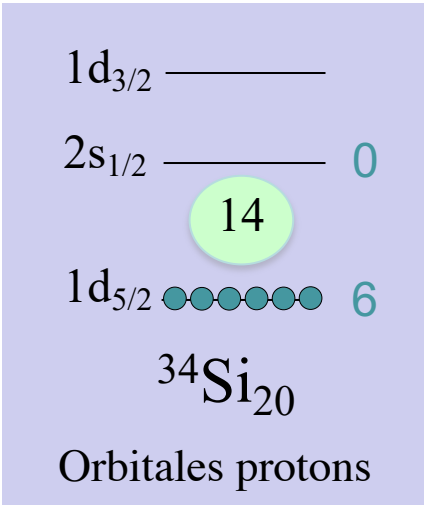 1d3/2
2s1/2 0
14
1d5/2 6
34Si20
Orbitales protons